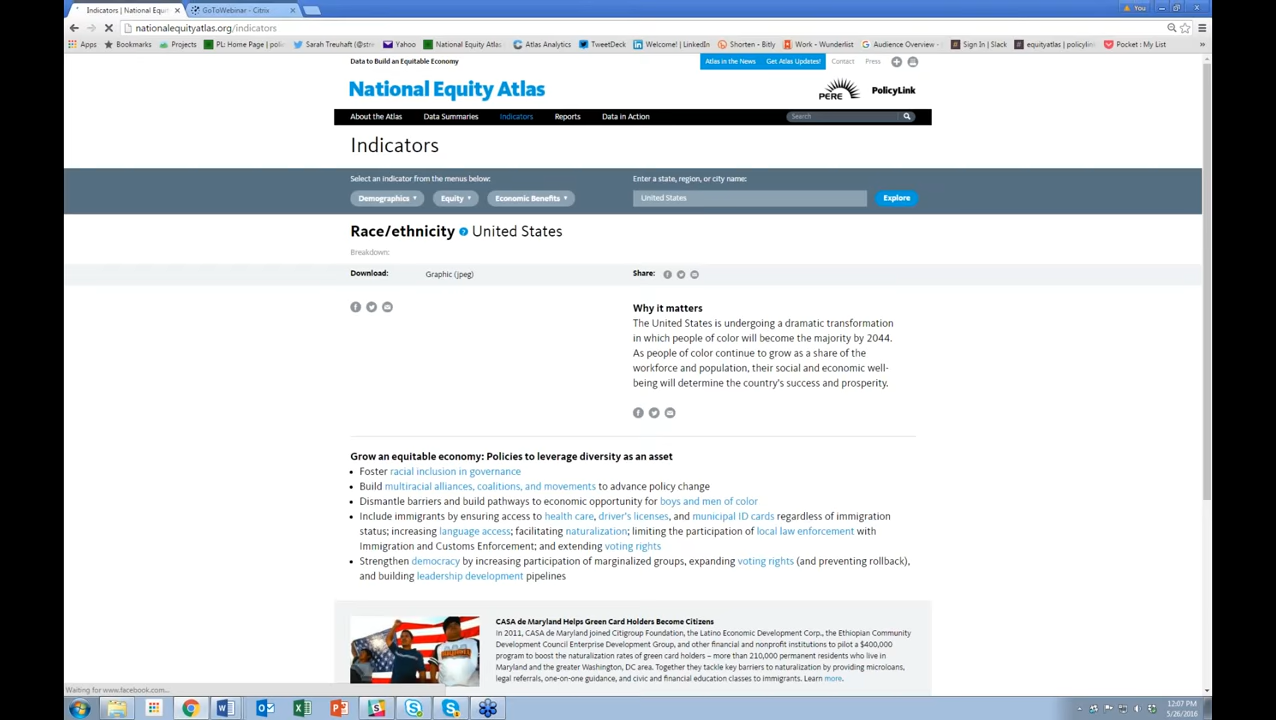 Indicators | National Equit
GoToWebinar - Citrix
You
nationalequityatlas.org/indicators
Apps
Bookmarks
Projects
PL: Home Page | poli
Sarah Treuhaft (@stre
Yahoo
National Equity Atlas
Atlas Analytics
TweetDeck
Welcome! | LinkedIn
Shorten - Bitly
Work - Wunderlist
Audience Overview -
Sign In | Slack
equityatlas | policylin
Pocket : My List
Data to Build an Equitable Economy
Atlas in the News
Get Atlas Updates!
Contact
Press
National Equity Atlas
PERE
PolicyLink
About the Atlas
Data Summaries
Indicators
Reports
Data in Action
Search
Indicators
Select an indicator from the menus below:
Enter a state, region, or city name:
Demographics
Equity
Economic Benefits
United States
Explore
Race/ethnicity ? United States
Breakdown:
Download:
Graphic (jpeg)
Share:
Why it matters
The United States is undergoing a dramatic transformation
in which people of color will become the majority by 2044.
As people of color continue to grow as a share of the
workforce and population, their social and economic well-
being will determine the country's success and prosperity.
Grow an equitable economy: Policies to leverage diversity as an asset
• Foster racial inclusion in governance
• Build multiracial alliances, coalitions, and movements to advance policy change
• Dismantle barriers and build pathways to economic opportunity for boys and men of color
• Include immigrants by ensuring access to health care, driver's licenses, and municipal ID cards regardless of immigration
status; increasing language access; facilitating naturalization; limiting the participation of local law enforcement with
Immigration and Customs Enforcement; and extending voting rights
• Strengthen democracy by increasing participation of marginalized groups, expanding voting rights (and preventing rollback),
and building leadership development pipelines
CASA de Maryland Helps Green Card Holders Become Citizens
In 2011, CASA de Maryland joined Citigroup Foundation, the Latino Economic Development Corp., the Ethiopian Community
Development Council Enterprise Development Group, and other financial and nonprofit institutions to pilot a $400,000
program to boost the naturalization rates of green card holders – more than 210,000 permanent residents who live in
Maryland and the greater Washington, DC area. Together they tackle key barriers to naturalization by providing microloans,
legal referrals, one-on-one guidance, and civic and financial education classes to immigrants. Learn more.
Waiting for www.facebook.com...
12:07 PM
5/26/2016